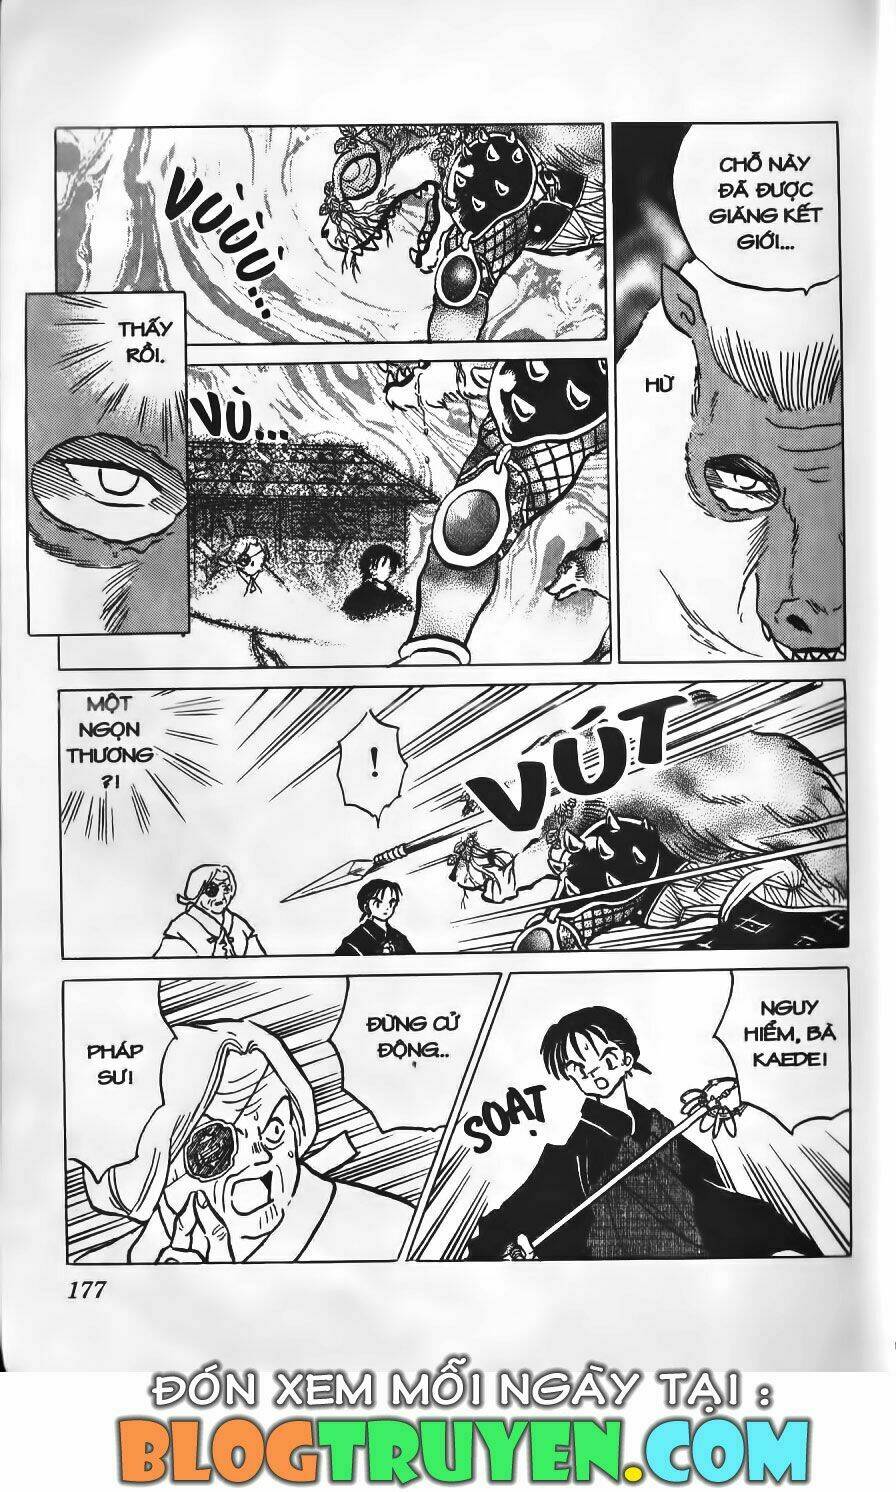 CHỖ NÀY
ĐÃ ĐƯỢC
GIĂNG KẾT
GIỚI...
HỪ
VÙÙÙ...
THẤY
RỒI.
VÙ...
MỘT
NGỌN
THƯƠNG
?!
!
VÚT
NGUY
HIỂM, BÀ
KAEDE!
SOẠT
ĐỪNG CỬ
ĐỘNG..
PHÁP
SƯ!
177
ĐÓN XEM MỖI NGÀY TẠI :
BLOGTRUYEN.COM